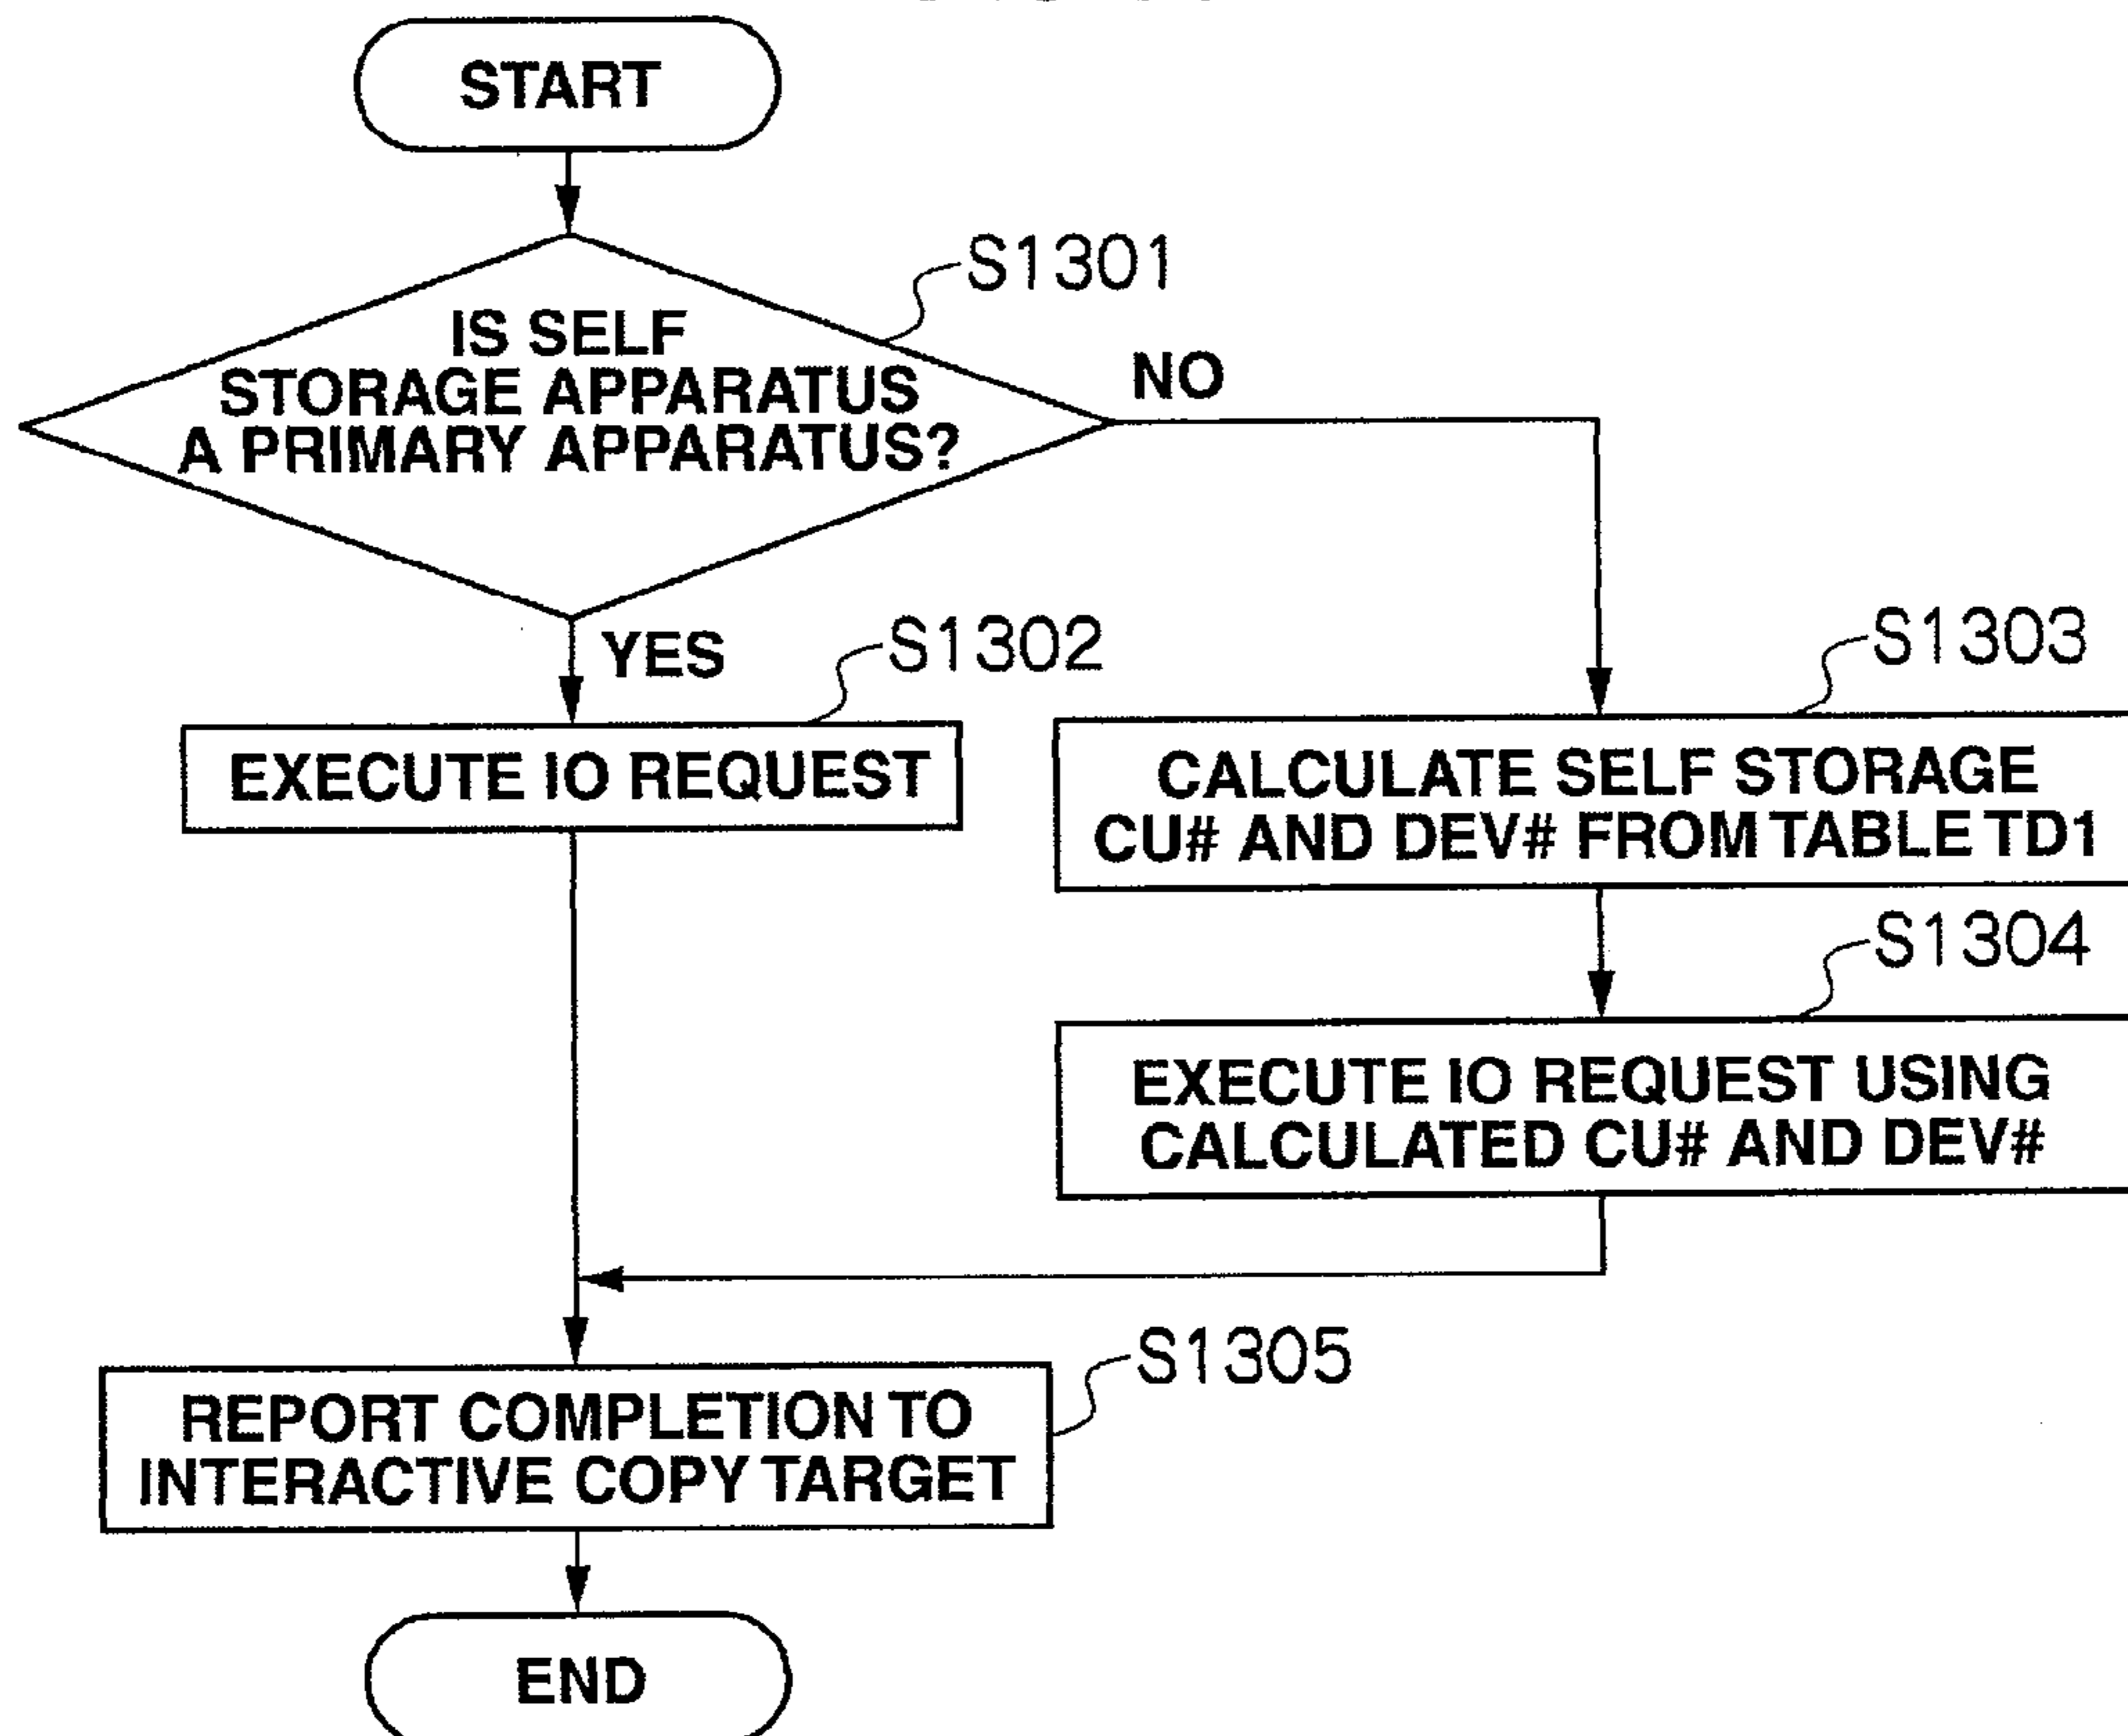 START
S1301
IS SELF
STORAGE APPARATUS
A PRIMARY APPARATUS?
NO
YES
S1302
S1303
EXECUTE IO REQUEST
CALCULATE SELF STORAGE
CU# AND DEV# FROM TABLE TD1
S1304
EXECUTE IO REQUEST USING
CALCULATED CU# AND DEV#
S1305
REPORT COMPLETION TO
INTERACTIVE COPY TARGET
END